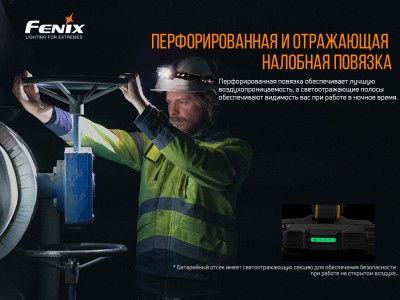 FENIX
LIGHTING FOR EXTREMES
ПЕРФОРИРОВАННАЯ И ОТРАЖАЮЩАЯ
НАЛОБНАЯ ПОВЯЗКА
Перфорированная повязка обеспечивает лучшую
воздухопроницаемость, а светоотражающие полосы
обеспечивают видимость вас при работе в ночное время.
* Батарейный отсек имеет светоотражающую секцию для обеспечения безопасности
при работе на открытом воздухе.